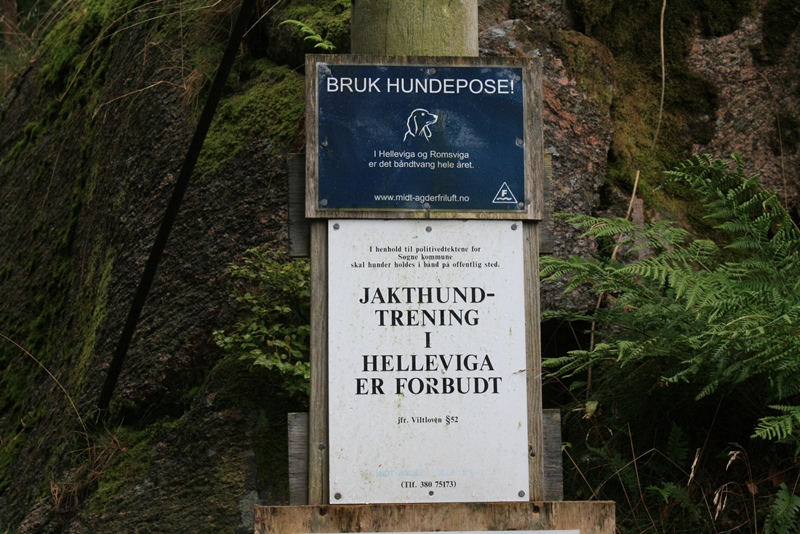 BRUK HUNDEPOSE!
I Helleviga og Romsviga
er det båndtvang hele året.
www.midt-agderfriluft.no
F
I henhold til politivedtektene for
Søgne kommune
skal hunder holdes i bånd på offentlig sted.
JAKTHUND-
TRENING
I
HELLEVIGA
ER FORBUDT
jfr. Viltloven §52
(Tlf. 380 75173)